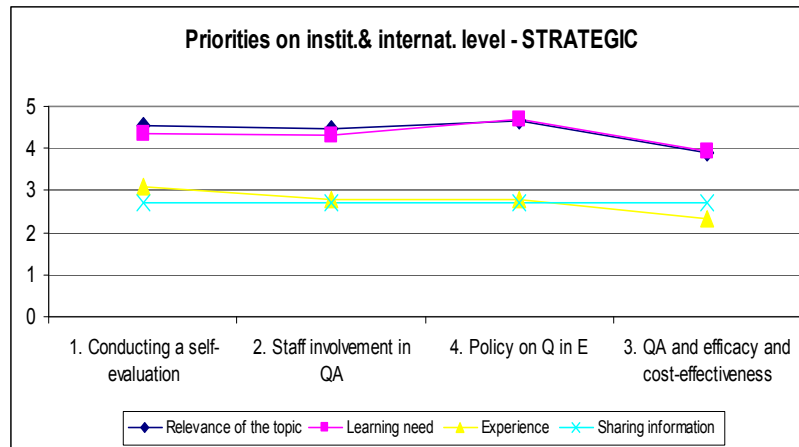 Priorities on instit.& internat. level - STRATEGIC
5
4
3
2
1
0
1. Conducting a self-
evaluation
2. Staff involvement in
QA
4. Policy on Q in E
3. QA and efficacy and
cost-effectiveness
Relevance of the topic
Learning need
Experience
Sharing information